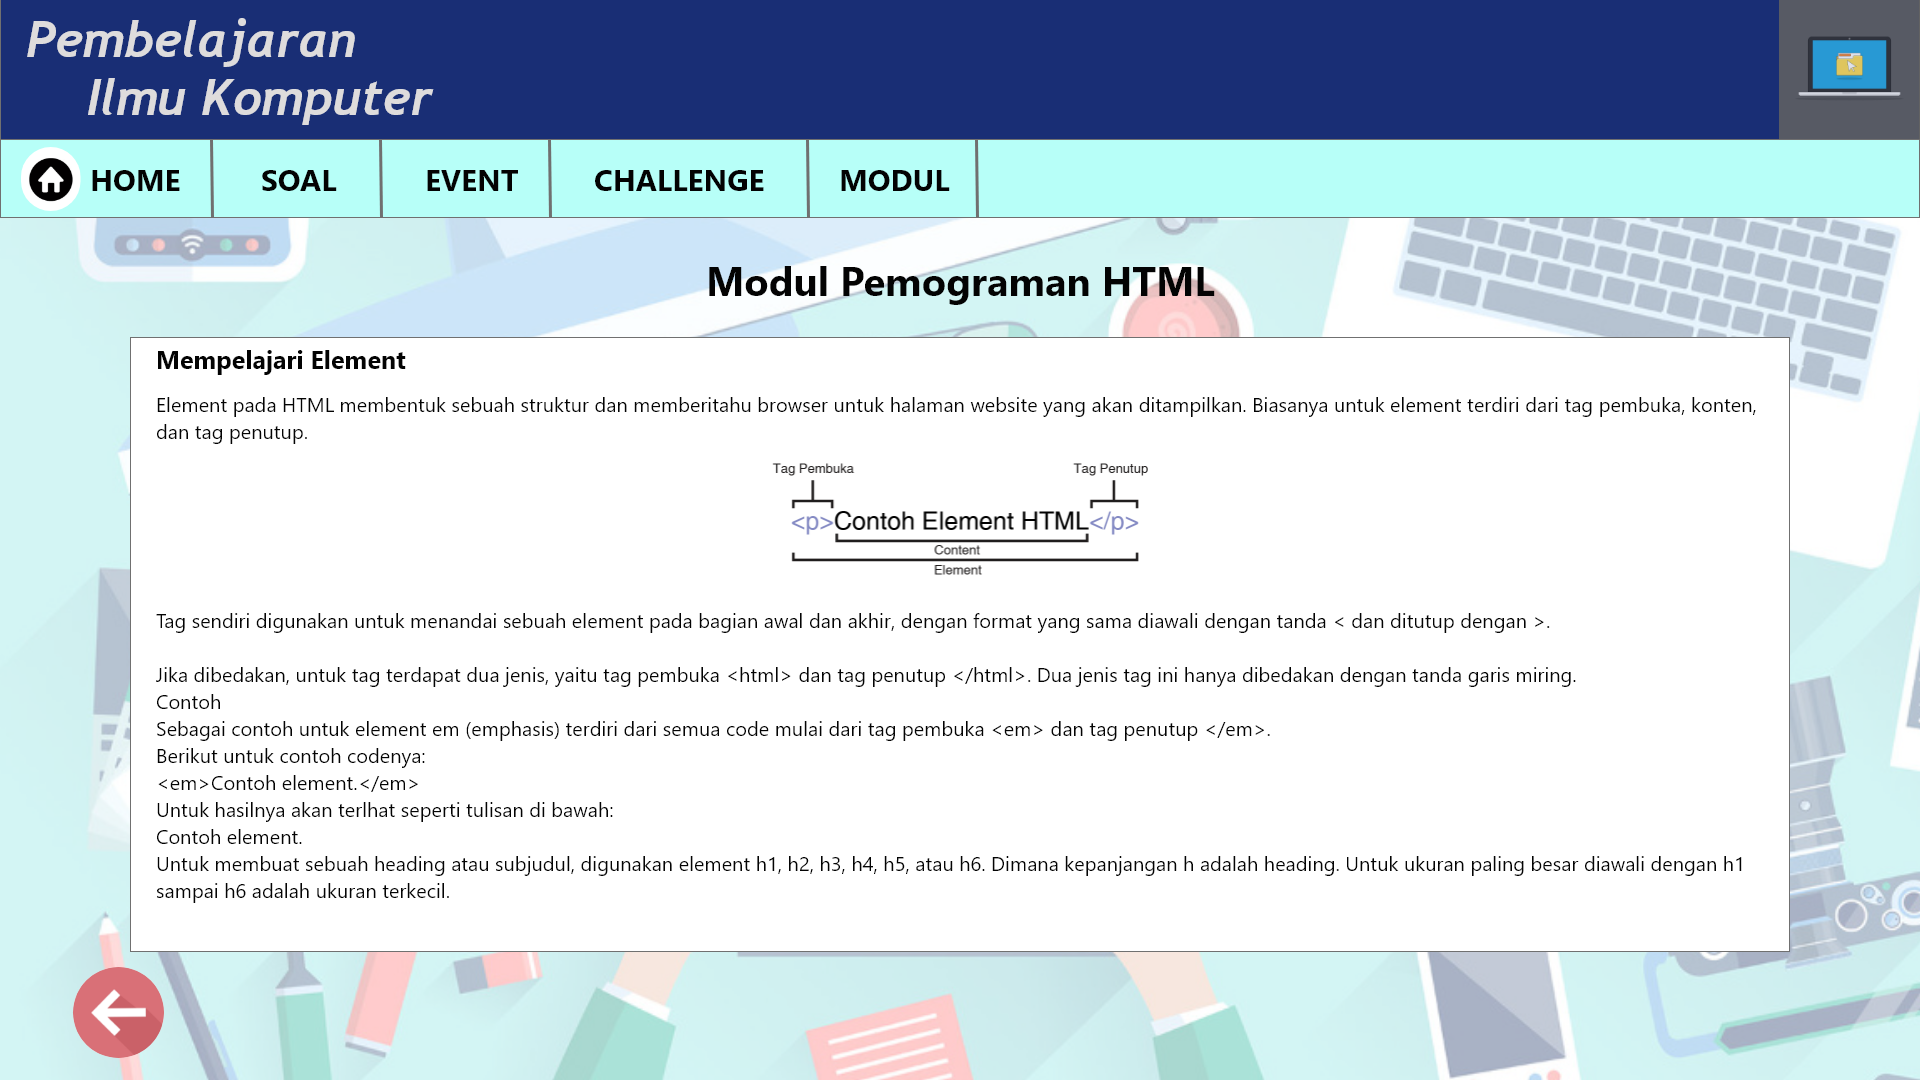 Pembelajaran
Ilmu Komputer
HOME SOAL EVENT CHALLENGE MODUL
Modul Pemograman HTML
Mempelajari Element
Element pada HTML membentuk sebuah struktur dan memberitahu browser untuk halaman website yang akan ditampilkan. Biasanya untuk element terdiri dari tag pembuka, konten,
dan tag penutup.
Tag Pembuka Tag Penutup
<p>Contoh Element HTML</p>
Content
Element
Tag sendiri digunakan untuk menandai sebuah element pada bagian awal dan akhir, dengan format yang sama diawali dengan tanda < dan ditutup dengan >.
Jika dibedakan, untuk tag terdapat dua jenis, yaitu tag pembuka <html> dan tag penutup </html>. Dua jenis tag ini hanya dibedakan dengan tanda garis miring.
Contoh
Sebagai contoh untuk element em (emphasis) terdiri dari semua code mulai dari tag pembuka <em> dan tag penutup </em>.
Berikut untuk contoh codenya:
<em>Contoh element.</em>
Untuk hasilnya akan terlhat seperti tulisan di bawah:
Contoh element.
Untuk membuat sebuah heading atau subjudul, digunakan element h1, h2, h3, h4, h5, atau h6. Dimana kepanjangan h adalah heading. Untuk ukuran paling besar diawali dengan h1
sampai h6 adalah ukuran terkecil.